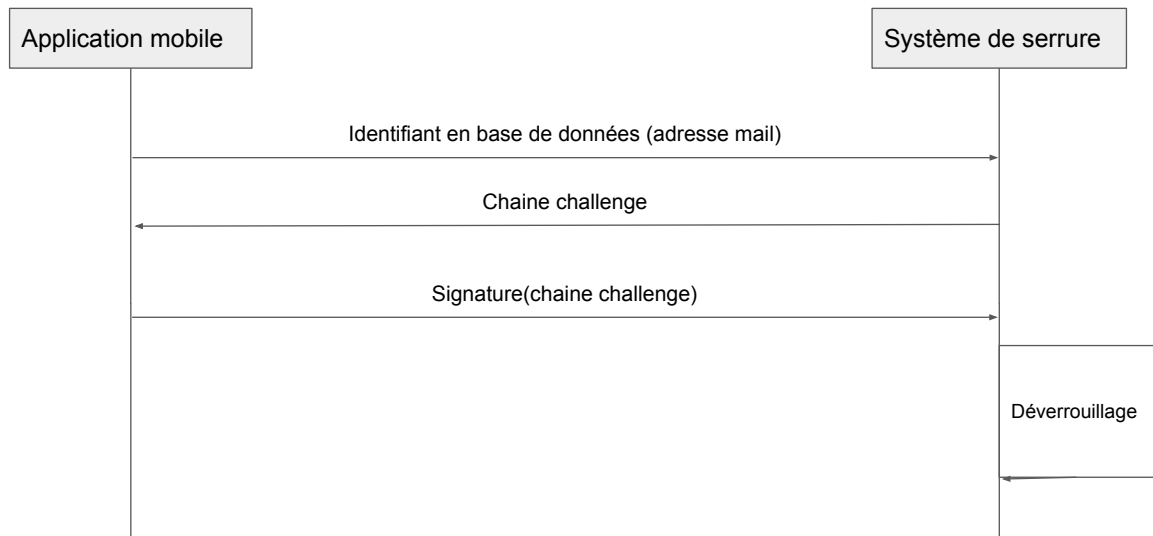 Application mobile
Système de serrure
Identifiant en base de données (adresse mail)
Chaine challenge
Signature(chaine challenge)
Déverrouillage